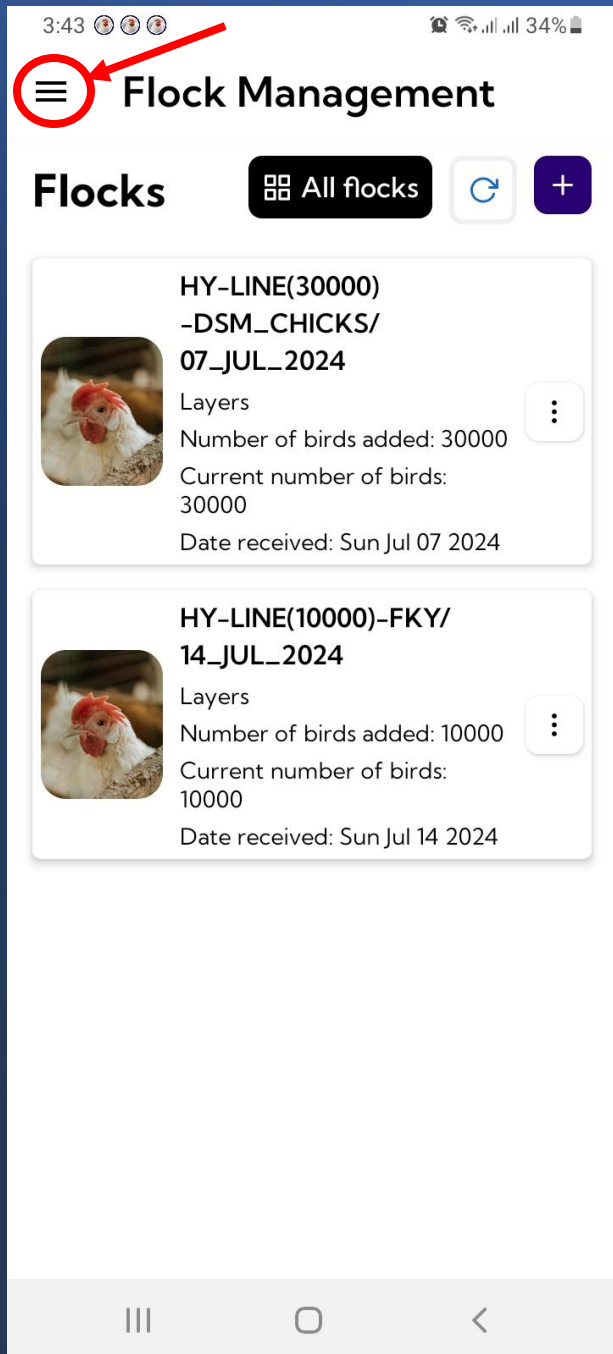 3:43 34%
Flock Management
Flocks All flocks +
HY-LINE(30000)
-DSM_CHICKS/
07_JUL_2024
Layers
Number of birds added: 30000
Current number of birds:
30000
Date received: Sun Jul 07 2024
HY-LINE(10000)-FKY/
14_JUL_2024
Layers
Number of birds added: 10000
Current number of birds:
10000
Date received: Sun Jul 14 2024